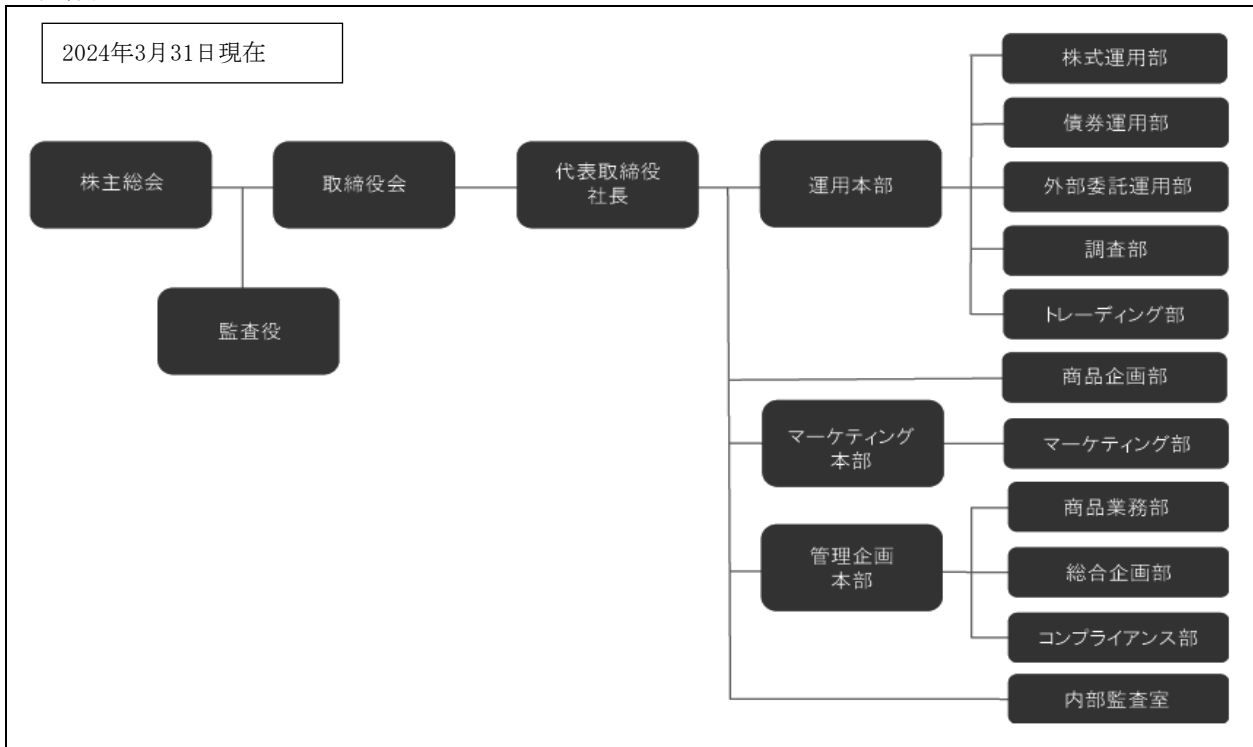 2024年3月31日現在
株主総会
取締役会
監査役
代表取締役
社長
運用本部
株式運用部
債券運用部
外部委託運用部
調査部
トレーディング部
商品企画部
マーケティング
本部
マーケティング部
管理企画
本部
商品業務部
総合企画部
コンプライアンス部
内部監査室